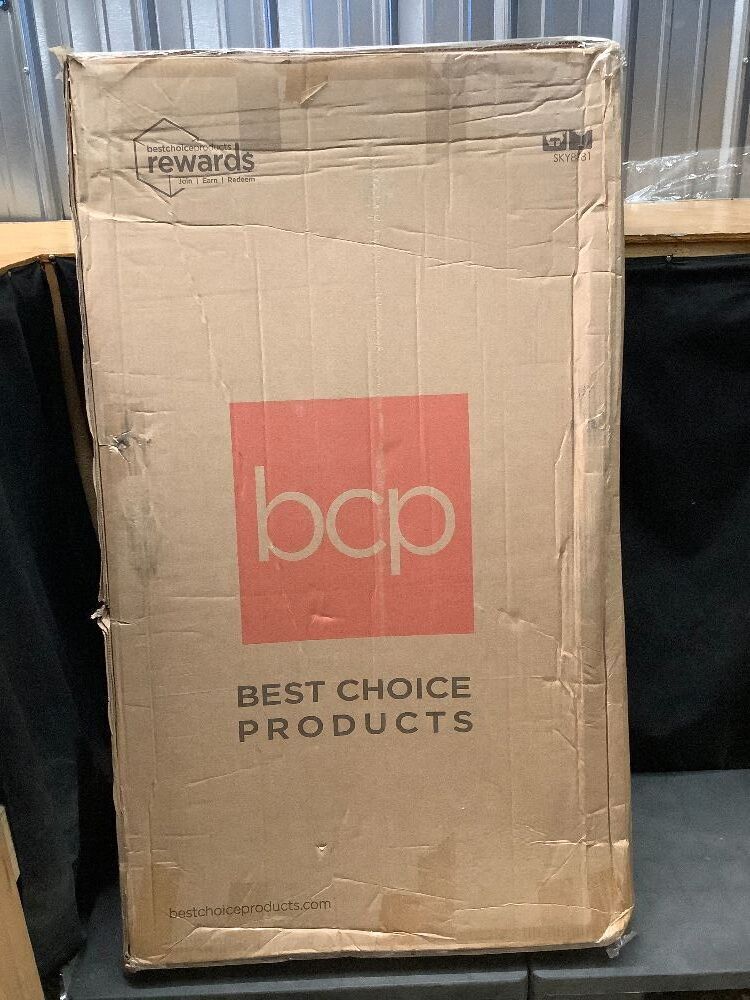 bestchoiceproducts
rewards
Join | Earn | Redeem
bcp
BEST CHOICE
PRODUCTS
bestchoiceproducts.com